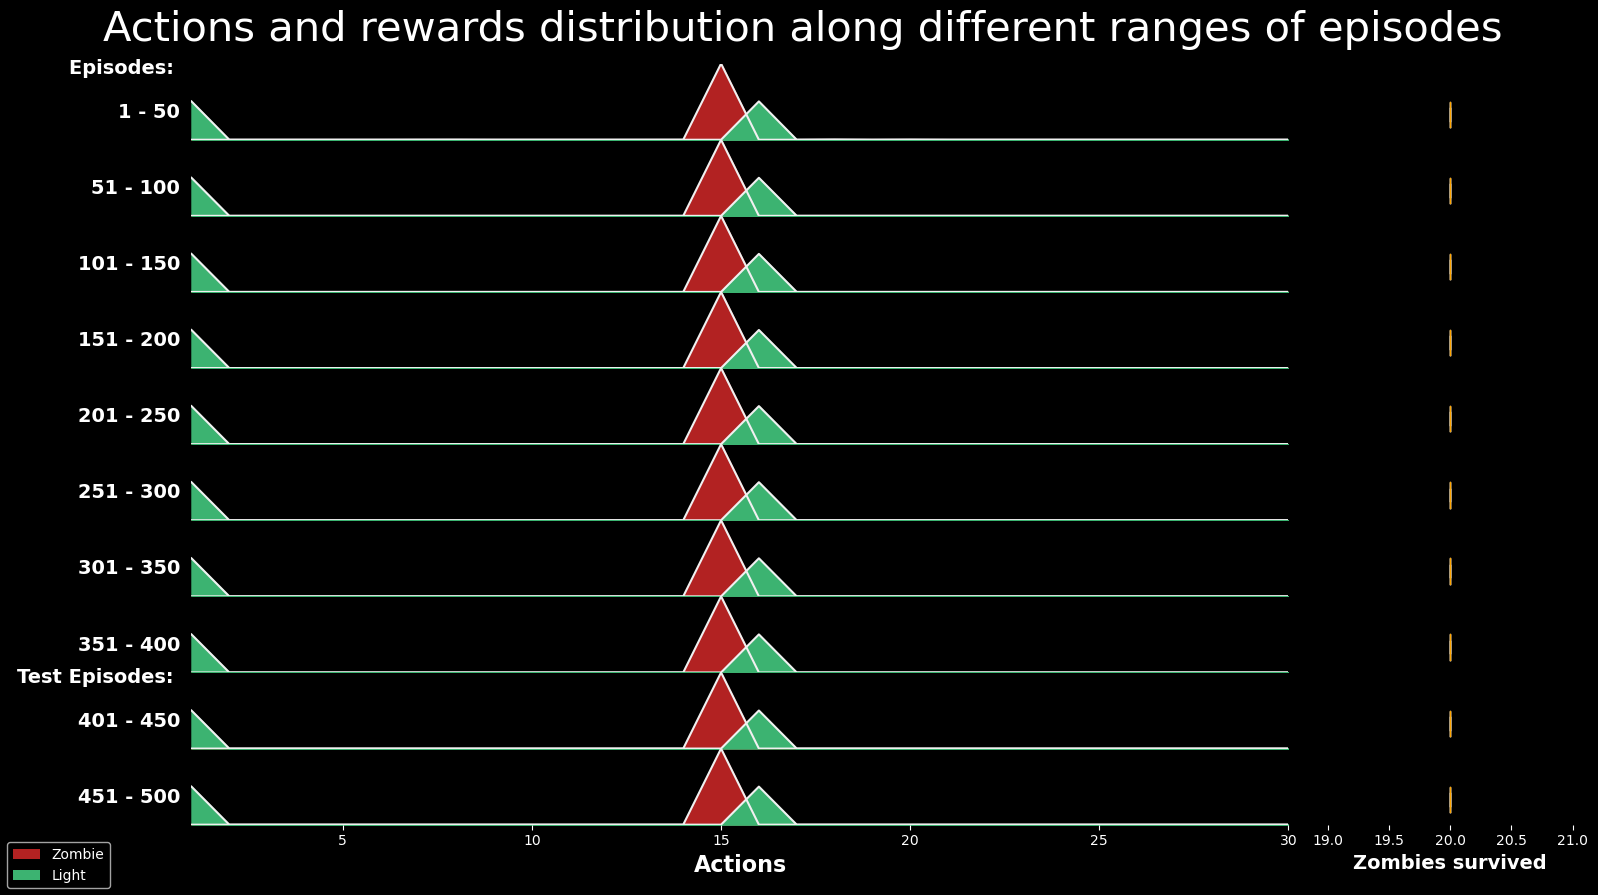 Actions and rewards distribution along different ranges of episodes
Episodes:
1 - 50
51 - 100
101 - 150
151 - 200
201 - 250
251 - 300
301 - 350
351 - 400
Test Episodes:
401 - 450
451 - 500
5 10 15 20 25 30 19.0 19.5 20.0 20.5 21.0
Actions
Zombies survived
Zombie
Light